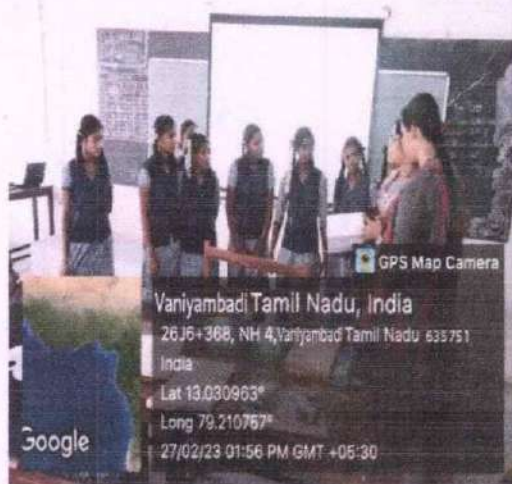 GPS Map Camera
Vaniyambadi Tamil Nadu, India
26J6+368, NH 4,Vaniyambad Tamil Nadu 635751
India
Lat 13.030963°
Long 79.210767°
27/02/23 01:56 PM GMT +05:30
Google